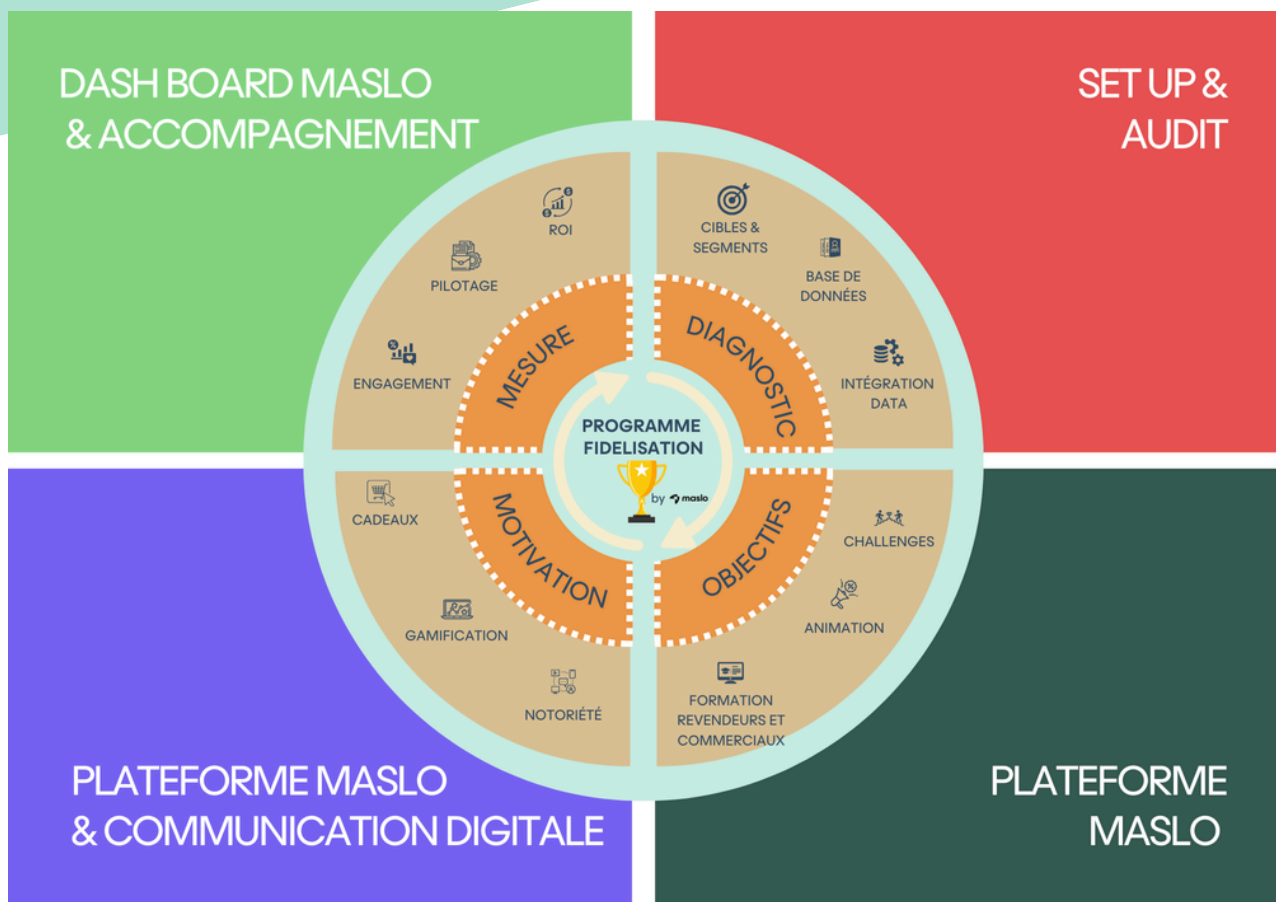 DASH BOARD MASLO
& ACCOMPAGNEMENT
SET UP &
AUDIT
ROI
PILOTAGE
ENGAGEMENT
MESURE
CIBLES &
SEGMENTS
BASE DE
DONNÉES
INTÉGRATION
DATA
DIAGNOSTIC
PROGRAMME
FIDELISATION
by maslo
CADEAUX
GAMIFICATION
NOTORIÉTÉ
MOTIVATION
OBJECTIFS
CHALLENGES
ANIMATION
FORMATION
REVENDEURS ET
COMMERCIAUX
PLATEFORME MASLO
& COMMUNICATION DIGITALE
PLATEFORME
MASLO